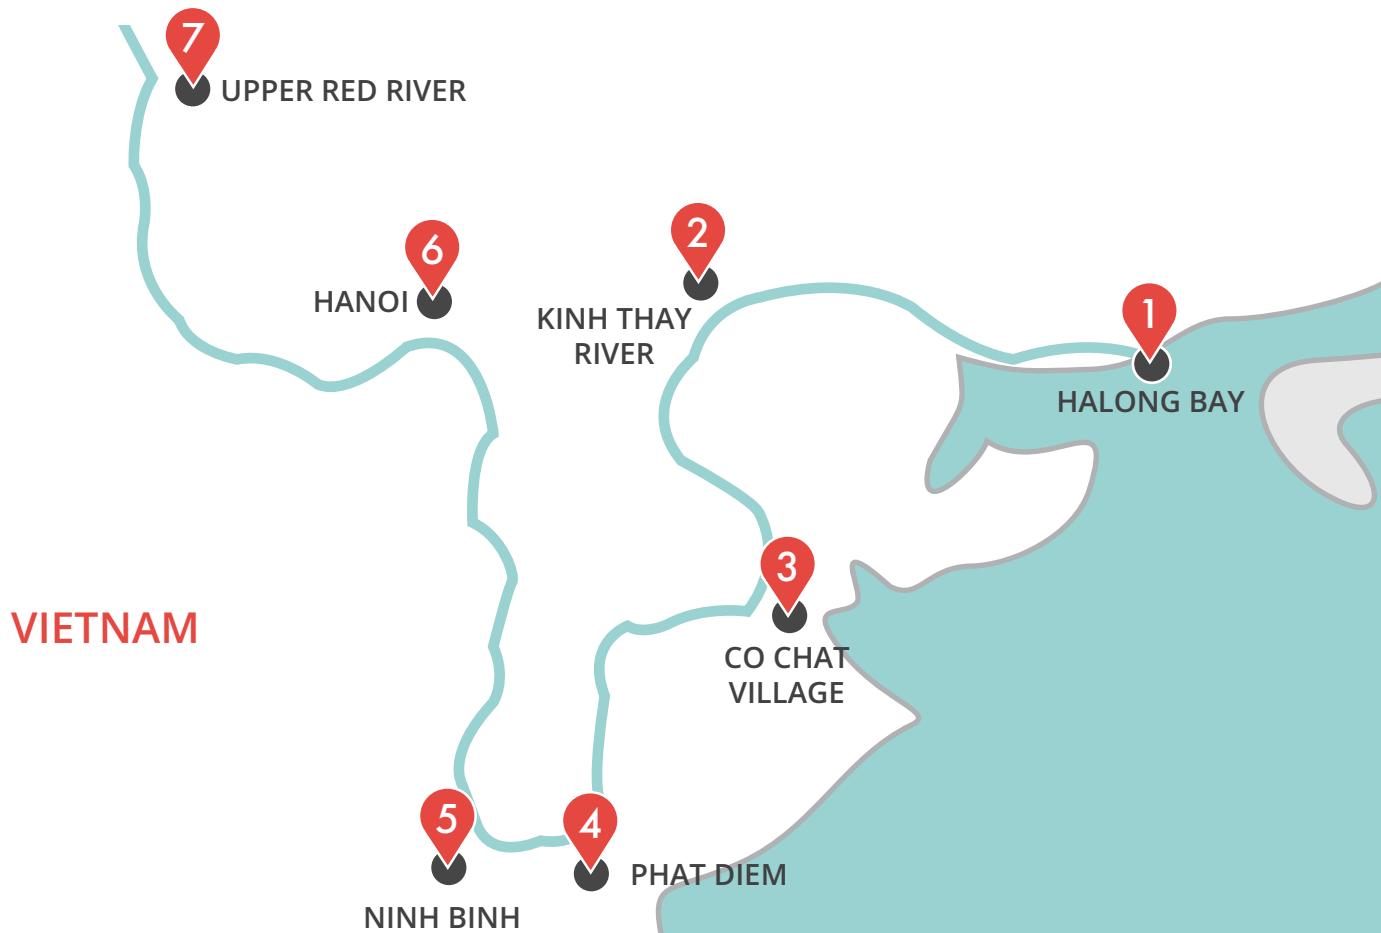 7
UPPER RED RIVER
2
6
HANOI
KINH THAY
RIVER
1
HALONG BAY
3
VIETNAM
CO CHAT
VILLAGE
5
4
PHAT DIEM
NINH BINH